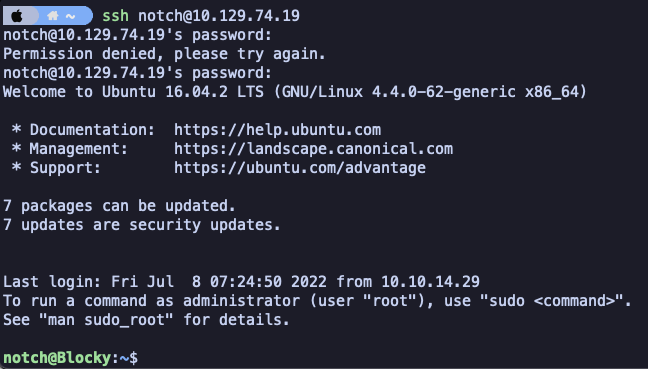 ~ ssh notch@10.129.74.19
notch@10.129.74.19's password:
Permission denied, please try again.
notch@10.129.74.19's password:
Welcome to Ubuntu 16.04.2 LTS (GNU/Linux 4.4.0-62-generic x86_64)
* Documentation:  https://help.ubuntu.com
* Management:     https://landscape.canonical.com
* Support:        https://ubuntu.com/advantage
7 packages can be updated.
7 updates are security updates.
Last login: Fri Jul  8 07:24:50 2022 from 10.10.14.29
To run a command as administrator (user "root"), use "sudo <command>".
See "man sudo_root" for details.
notch@Blocky:~$